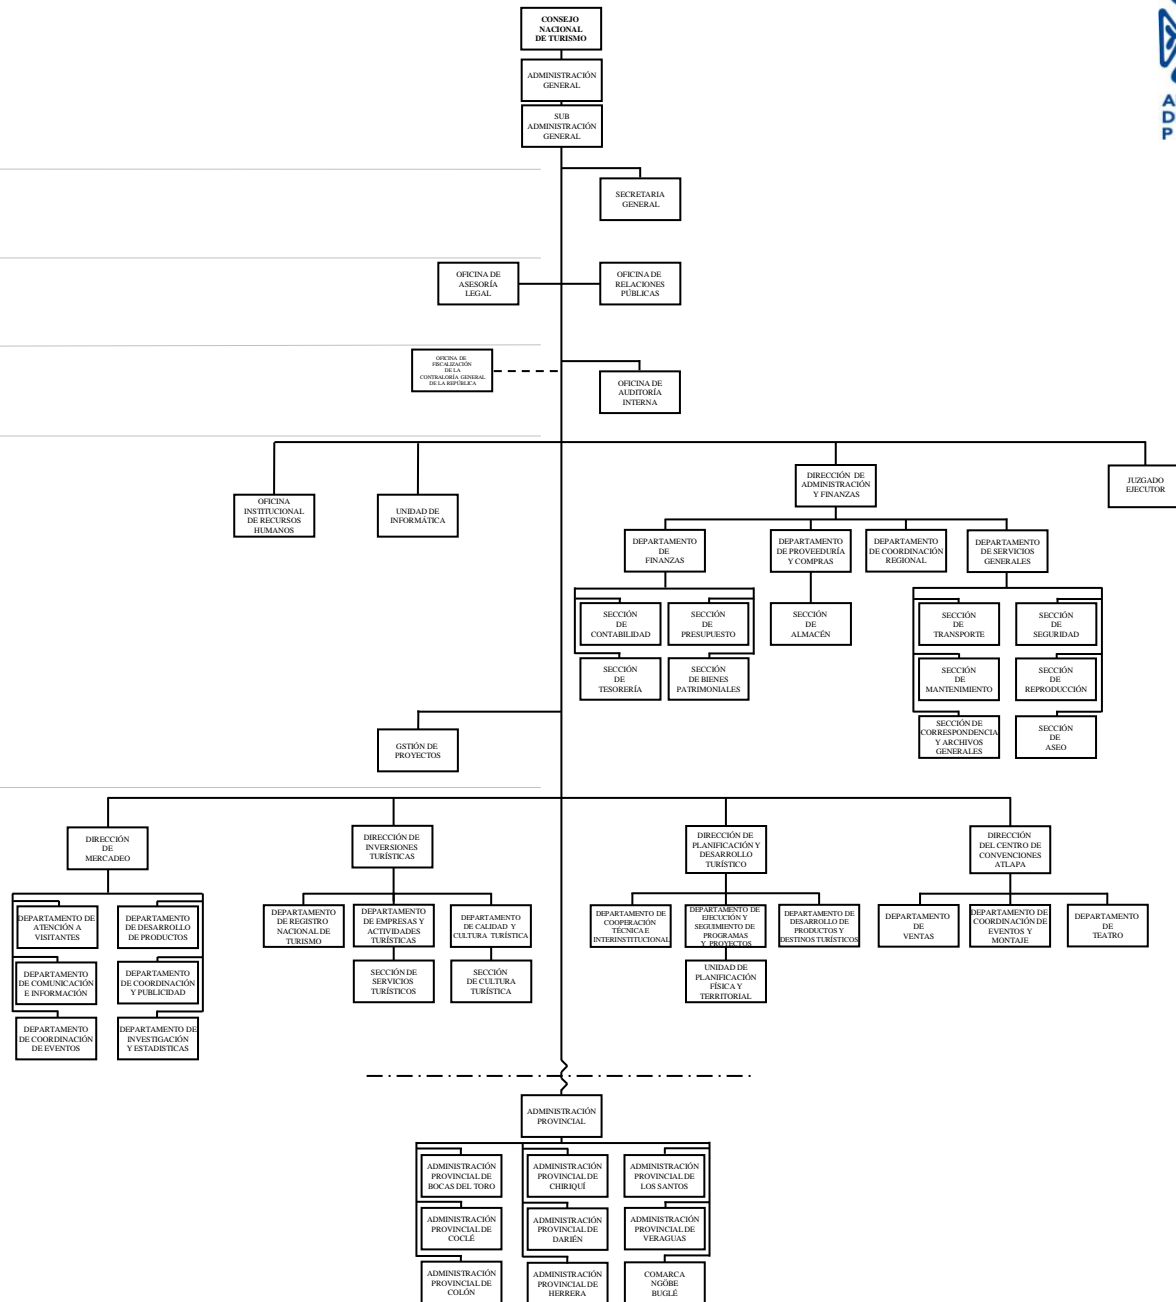 CONSEJO
NACIONAL
DE TURISMO
ADMINISTRACIÓN
GENERAL
SUB
ADMINISTRACIÓN
GENERAL
A
D
P
SECRETARIA
GENERAL
OFICINA DE
ASESORÍA
LEGAL
OFICINA DE
RELACIONES
PÚBLICAS
OFICINA DE
FISCALIZACIÓN
DE LA
CONTRALORÍA GENERAL
DE LA REPÚBLICA
OFICINA DE
AUDITORÍA
INTERNA
OFICINA
INSTITUCIONAL
DE RECURSOS
HUMANOS
UNIDAD DE
INFORMÁTICA
DIRECCIÓN DE
ADMINISTRACIÓN
Y FINANZAS
JUZGADO
EJECUTOR
DEPARTAMENTO
DE
FINANZAS
DEPARTAMENTO
DE PROVEEDURÍA
Y COMPRAS
DEPARTAMENTO
DE COORDINACIÓN
REGIONAL
DEPARTAMENTO
DE SERVICIOS
GENERALES
SECCIÓN
DE
CONTABILIDAD
SECCIÓN
DE
PRESUPUESTO
SECCIÓN
DE
ALMACÉN
SECCIÓN
DE
TRANSPORTE
SECCIÓN
DE
SEGURIDAD
SECCIÓN
DE
TESORERÍA
SECCIÓN
DE BIENES
PATRIMONIALES
SECCIÓN
DE
MANTENIMIENTO
SECCIÓN
DE
REPRODUCCIÓN
SECCIÓN DE
CORRESPONDENCIA
Y ARCHIVOS
GENERALES
SECCIÓN
DE
ASEO
GSTIÓN DE
PROYECTOS
DIRECCIÓN
DE
MERCADEO
DIRECCIÓN DE
INVERSIONES
TURÍSTICAS
DIRECCIÓN DE
PLANIFICACIÓN Y
DESARROLLO
TURÍSTICO
DIRECCIÓN
DEL CENTRO DE
CONVENCIONES
ATLAPA
DEPARTAMENTO DE
ATENCIÓN A
VISITANTES
DEPARTAMENTO
DE DESARROLLO
DE PRODUCTOS
DEPARTAMENTO
DE REGISTRO
NACIONAL DE
TURISMO
DEPARTAMENTO
DE EMPRESAS Y
ACTIVIDADES
TURÍSTICAS
DEPARTAMENTO
DE CALIDAD Y
CULTURA TURÍSTICA
DEPARTAMENTO DE
COOPERACIÓN
TÉCNICA E
INTERINSTITUCIONAL
DEPARTAMENTO DE
EJECUCIÓN Y
SEGUIMIENTO DE
PROGRAMAS
Y PROYECTOS
DEPARTAMENTO DE
DESARROLLO DE
PRODUCTOS Y
DESTINOS TURÍSTICOS
DEPARTAMENTO
DE
VENTAS
DEPARTAMENTO DE
COORDINACIÓN DE
EVENTOS Y
MONTAJE
DEPARTAMENTO
DE
TEATRO
DEPARTAMENTO
DE COMUNICACIÓN
E INFORMACIÓN
DEPARTAMENTO
DE COORDINACIÓN
Y PUBLICIDAD
SECCIÓN DE
SERVICIOS
TURÍSTICOS
SECCIÓN
DE CULTURA
TURÍSTICA
UNIDAD DE
PLANIFICACIÓN
FÍSICA Y
TERRITORIAL
DEPARTAMENTO
DE COORDINACIÓN
DE EVENTOS
DEPARTAMENTO DE
INVESTIGACIÓN
Y ESTADISTICAS
ADMINISTRACIÓN
PROVINCIAL
ADMINISTRACIÓN
PROVINCIAL DE
BOCAS DEL TORO
ADMINISTRACIÓN
PROVINCIAL DE
CHIRIQUÍ
ADMINISTRACIÓN
PROVINCIAL DE
LOS SANTOS
ADMINISTRACIÓN
PROVINCIAL DE
COCLÉ
ADMINISTRACIÓN
PROVINCIAL DE
DARIÉN
ADMINISTRACIÓN
PROVINCIAL DE
VERAGUAS
ADMINISTRACIÓN
PROVINCIAL DE
COLÓN
ADMINISTRACIÓN
PROVINCIAL DE
HERRERA
COMARCA
NGÖBE
BUGLÉ